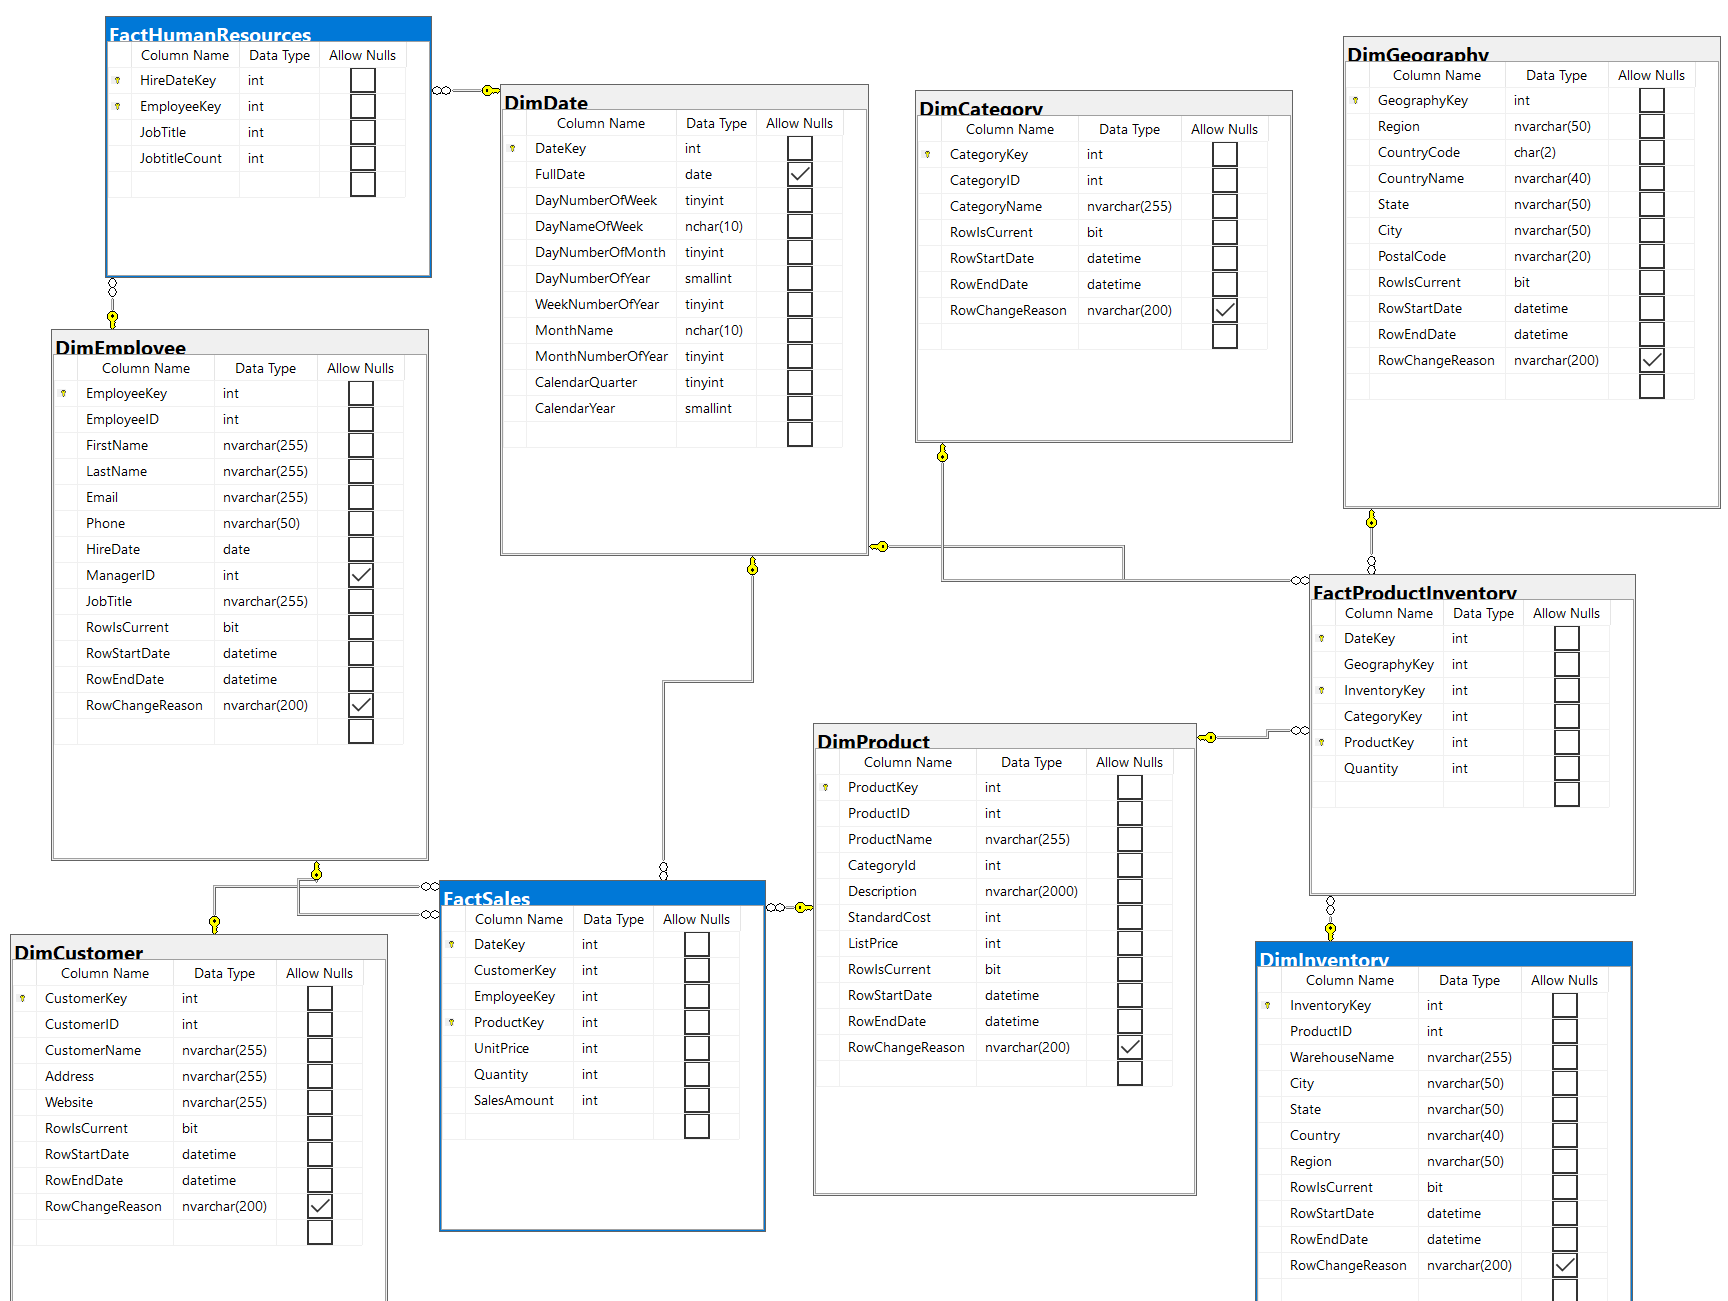 FactHumanResources
Column Name Data Type Allow Nulls
HireDateKey int
EmployeeKey int
JobTitle int
JobtitleCount int
DimDate
Column Name Data Type Allow Nulls
DateKey int
FullDate date
DayNumberOfWeek tinyint
DayNameOfWeek nchar(10)
DayNumberOfMonth tinyint
DayNumberOfYear smallint
WeekNumberOfYear tinyint
MonthName nchar(10)
MonthNumberOfYear tinyint
CalendarQuarter tinyint
CalendarYear smallint
DimCategory
Column Name Data Type Allow Nulls
CategoryKey int
CategoryID int
CategoryName nvarchar(255)
RowIsCurrent bit
RowStartDate datetime
RowEndDate datetime
RowChangeReason nvarchar(200)
DimGeography
Column Name Data Type Allow Nulls
GeographyKey int
Region nvarchar(50)
CountryCode char(2)
CountryName nvarchar(40)
State nvarchar(50)
City nvarchar(50)
PostalCode nvarchar(20)
RowIsCurrent bit
RowStartDate datetime
RowEndDate datetime
RowChangeReason nvarchar(200)
DimEmployee
Column Name Data Type Allow Nulls
EmployeeKey int
EmployeeID int
FirstName nvarchar(255)
LastName nvarchar(255)
Email nvarchar(255)
Phone nvarchar(50)
HireDate date
ManagerID int
JobTitle nvarchar(255)
RowIsCurrent bit
RowStartDate datetime
RowEndDate datetime
RowChangeReason nvarchar(200)
FactProductInventory
Column Name Data Type Allow Nulls
DateKey int
GeographyKey int
InventoryKey int
CategoryKey int
ProductKey int
Quantity int
DimProduct
Column Name Data Type Allow Nulls
ProductKey int
ProductID int
ProductName nvarchar(255)
CategoryId int
Description nvarchar(2000)
StandardCost int
ListPrice int
RowIsCurrent bit
RowStartDate datetime
RowEndDate datetime
RowChangeReason nvarchar(200)
FactSales
Column Name Data Type Allow Nulls
DateKey int
CustomerKey int
EmployeeKey int
ProductKey int
UnitPrice int
Quantity int
SalesAmount int
DimCustomer
Column Name Data Type Allow Nulls
CustomerKey int
CustomerID int
CustomerName nvarchar(255)
Address nvarchar(255)
Website nvarchar(255)
RowIsCurrent bit
RowStartDate datetime
RowEndDate datetime
RowChangeReason nvarchar(200)
DimInventory
Column Name Data Type Allow Nulls
InventoryKey int
ProductID int
WarehouseName nvarchar(255)
City nvarchar(50)
State nvarchar(50)
Country nvarchar(40)
Region nvarchar(50)
RowIsCurrent bit
RowStartDate datetime
RowEndDate datetime
RowChangeReason nvarchar(200)